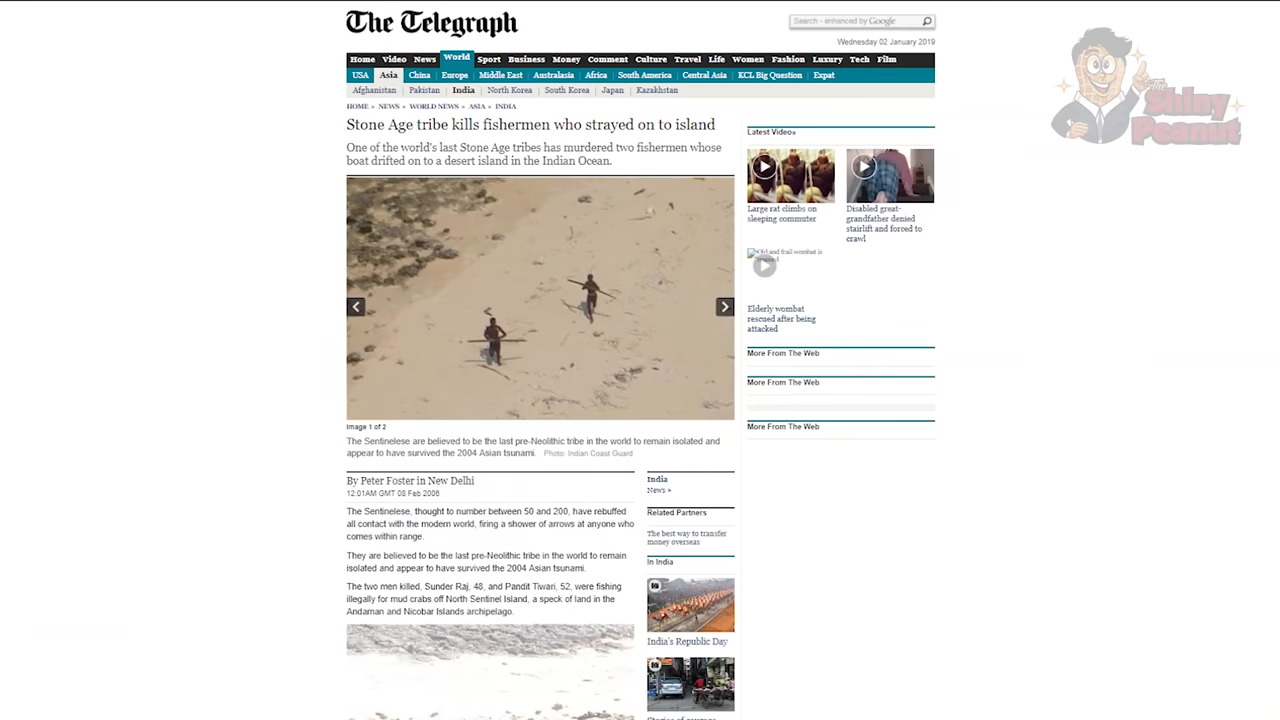 The Telegraph
Search - enhanced by Google
Wednesday 02 January 2019
Home Video News World Sport Business Money Comment Culture Travel Life Women Fashion Luxury Tech Film
USA Asia China Europe Middle East Australasia Africa South America Central Asia KCL Big Question Expat
Afghanistan Pakistan India North Korea South Korea Japan Kazakhstan
HOME » NEWS » WORLD NEWS » ASIA » INDIA
Stone Age tribe kills fishermen who strayed on to island
One of the world's last Stone Age tribes has murdered two fishermen whose
boat drifted on to a desert island in the Indian Ocean.
Image 1 of 2
The Sentinelese are believed to be the last pre-Neolithic tribe in the world to remain isolated and
appear to have survived the 2004 Asian tsunami. Photo: Indian Coast Guard
By Peter Foster in New Delhi
12:01AM GMT 08 Feb 2006
The Sentinelese, thought to number between 50 and 200, have rebuffed
all contact with the modern world, firing a shower of arrows at anyone who
comes within range.
They are believed to be the last pre-Neolithic tribe in the world to remain
isolated and appear to have survived the 2004 Asian tsunami.
The two men killed, Sunder Raj, 48, and Pandit Tiwari, 52, were fishing
illegally for mud crabs off North Sentinel Island, a speck of land in the
Andaman and Nicobar Islands archipelago.
India
News »
Related Partners
The best way to transfer
money overseas
In India
India's Republic Day
Latest Video»
Large rat climbs on
sleeping commuter
Disabled great-
grandfather denied
stairlift and forced to
crawl
Old and frail wombat is
Elderly wombat
rescued after being
attacked
More From The Web
More From The Web
More From The Web
The Shiny
Peanut